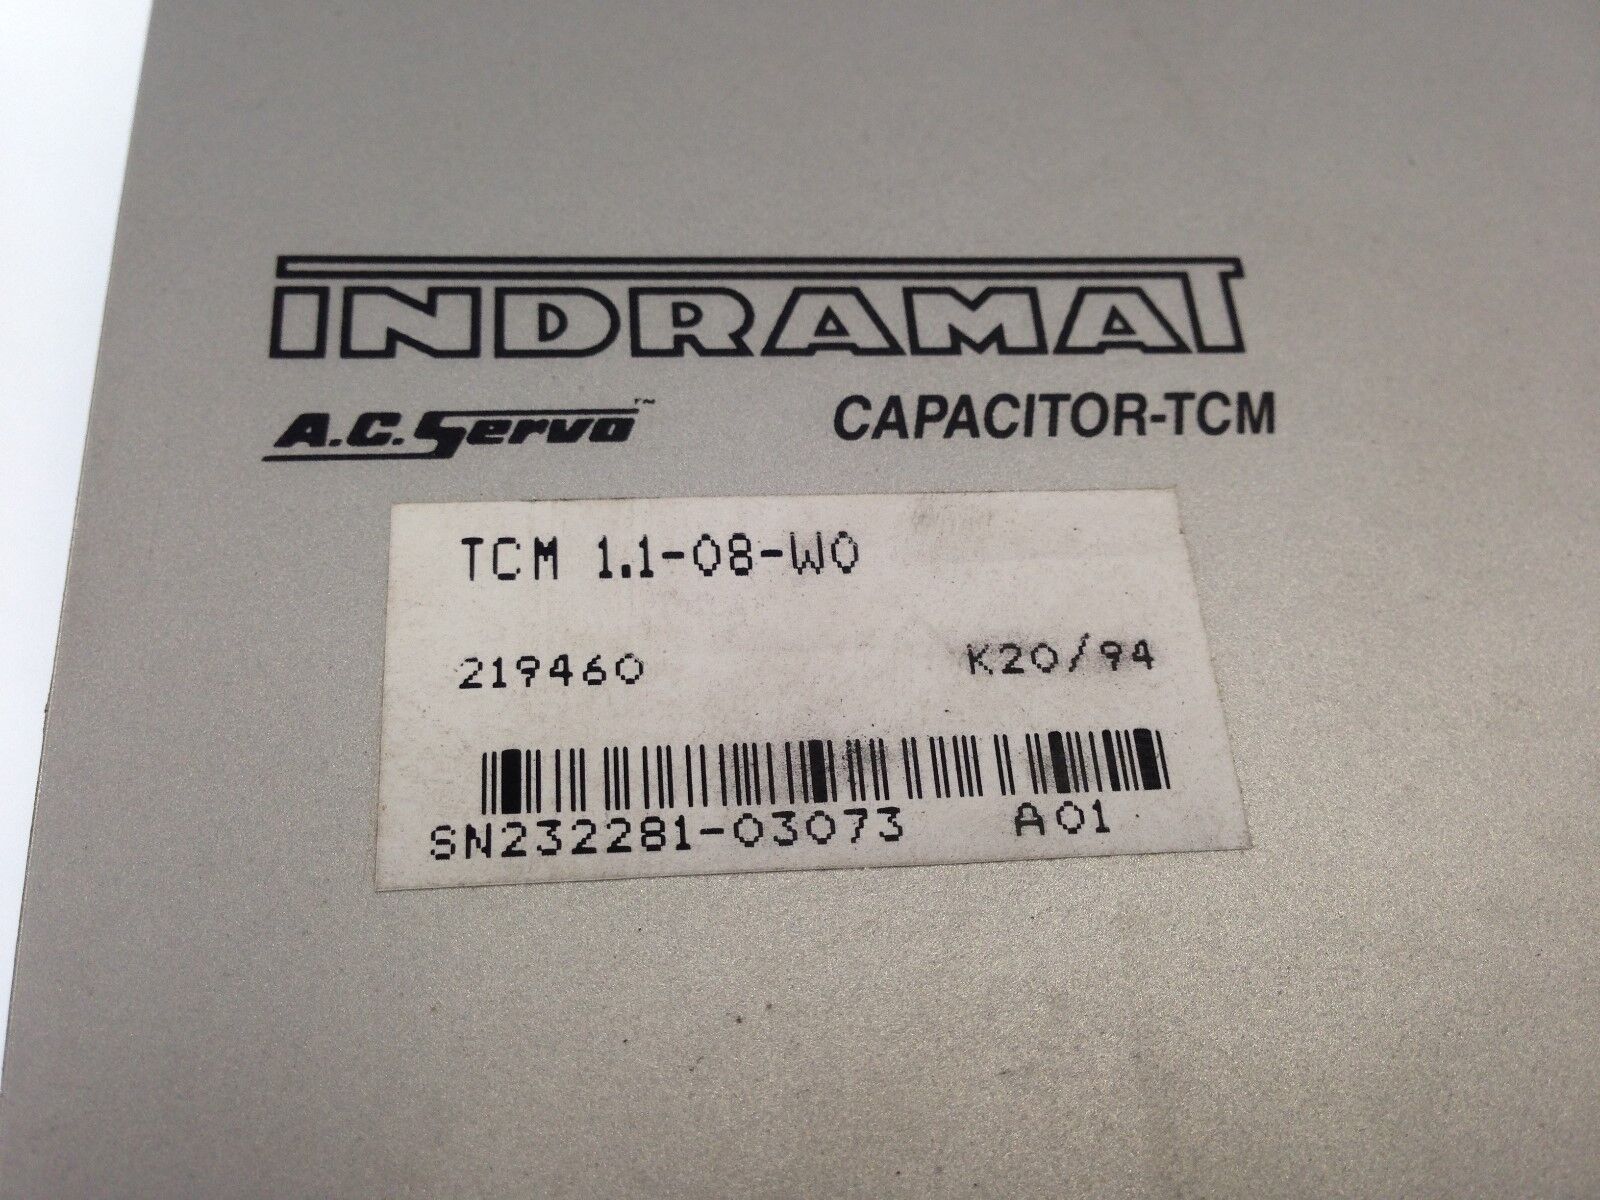 INDRAMAT
A.C. Servo™ CAPACITOR-TCM
TCM 1.1-08-W0
219460 K20/94
SN232281-03073 A01